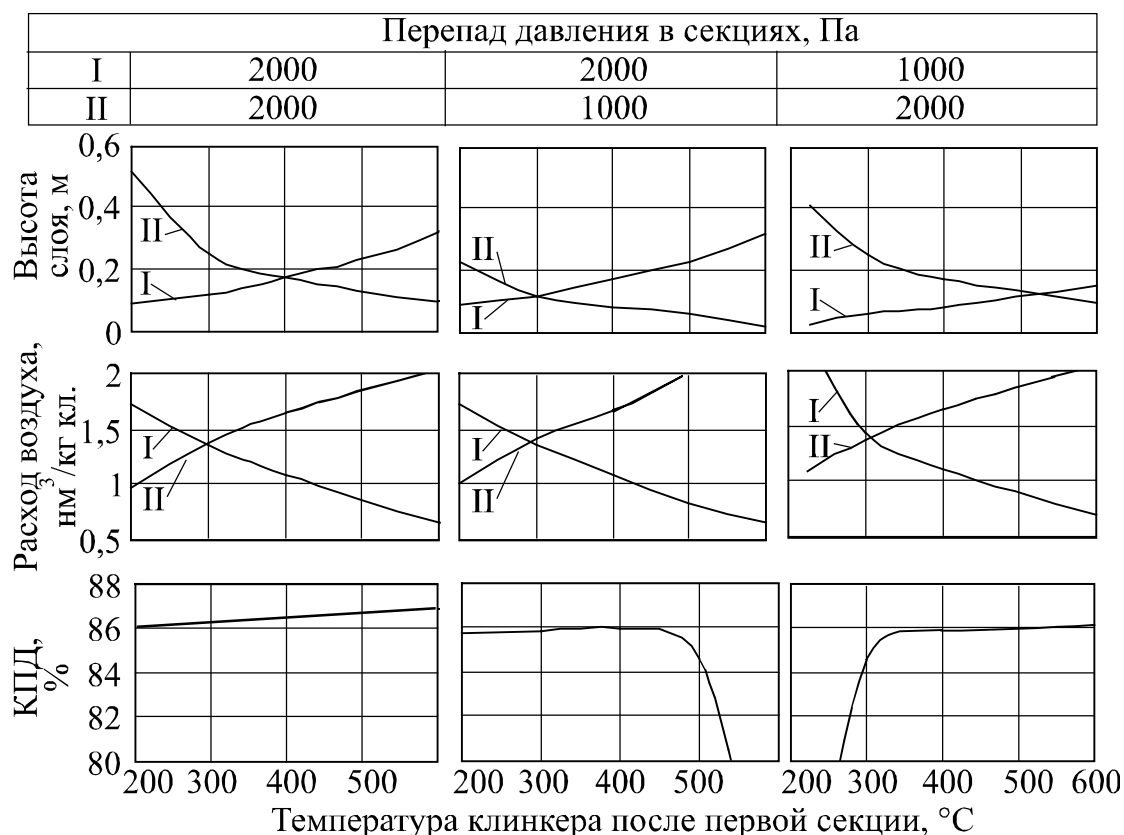 Перепад давления в секциях, Па
I 2000 2000 1000
II 2000 1000 2000
Высота слоя, м
0,6
0,4
0,2
0
II
I
II
I
II
I
Расход воздуха, нм³/кг кл.
2
1,5
1
0,5
I
II
I
II
I
II
КПД, %
88
86
84
82
80
200 300 400 500 200 300 400 500 200 300 400 500 600
Температура клинкера после первой секции, °С